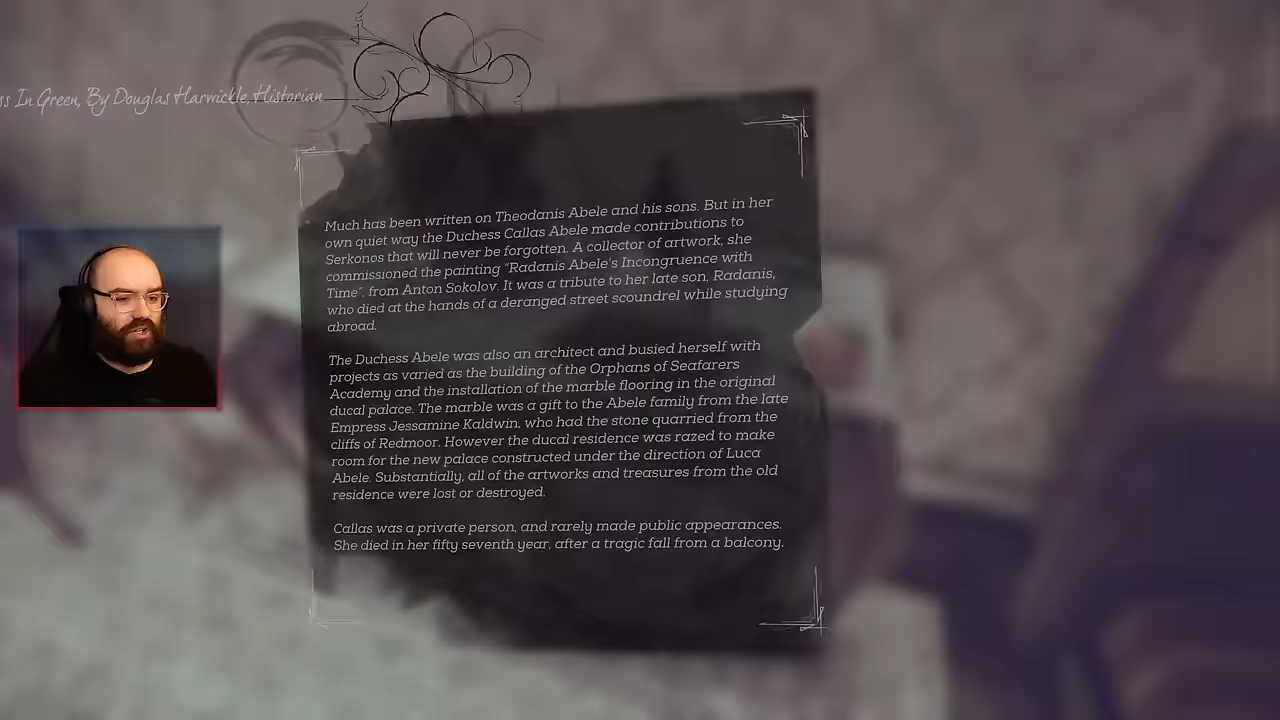 In Green, By Douglas Harwickle, Historian
Much has been written on Theodanis Abele and his sons. But in her
own quiet way the Duchess Callas Abele made contributions to
Serkonos that will never be forgotten. A collector of artwork, she
commissioned the painting "Radanis Abele's Incongruence with
Time", from Anton Sokolov. It was a tribute to her late son, Radanis,
who died at the hands of a deranged street scoundrel while studying
abroad.
The Duchess Abele was also an architect and busied herself with
projects as varied as the building of the Orphans of Seafarers
Academy and the installation of the marble flooring in the original
ducal palace. The marble was a gift to the Abele family from the late
Empress Jessamine Kaldwin, who had the stone quarried from the
cliffs of Redmoor. However the ducal residence was razed to make
room for the new palace constructed under the direction of Luca
Abele. Substantially, all of the artworks and treasures from the old
residence were lost or destroyed.
Callas was a private person, and rarely made public appearances.
She died in her fifty seventh year, after a tragic fall from a balcony.